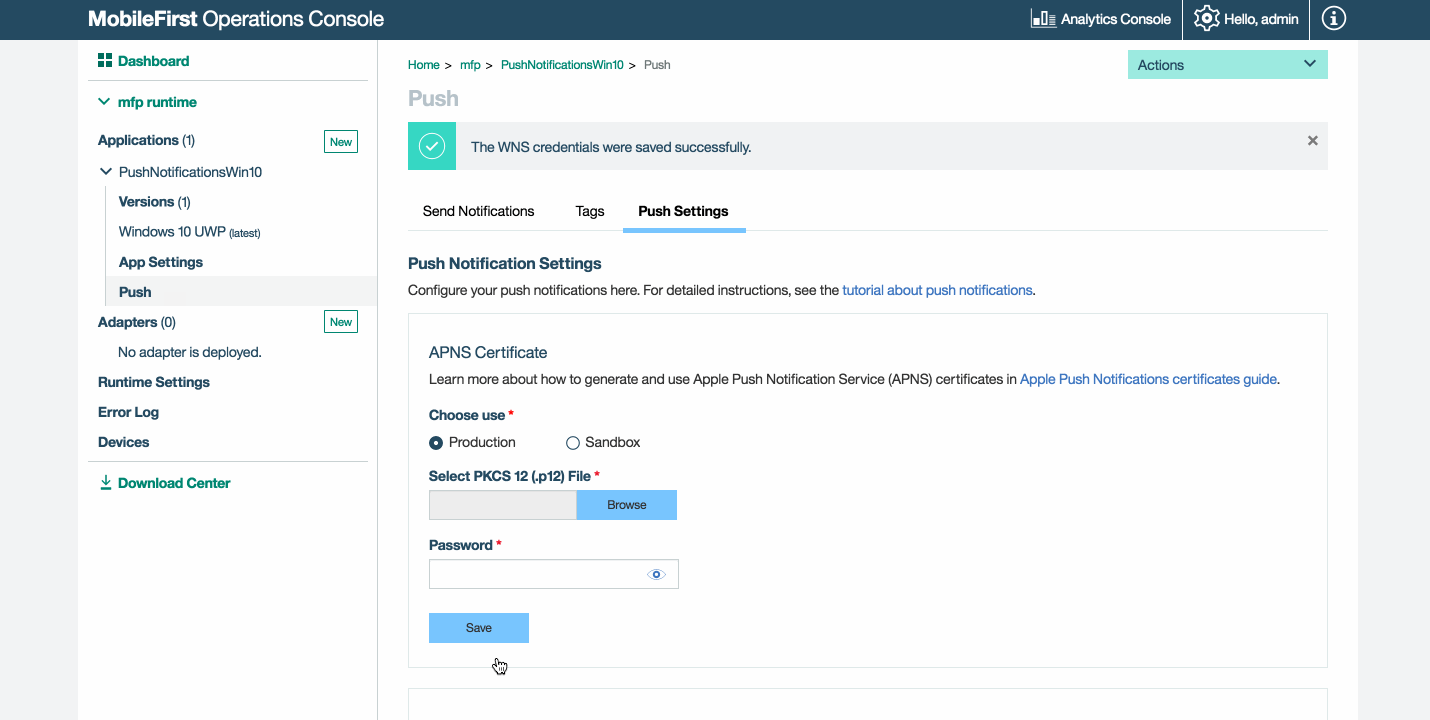 MobileFirst Operations Console
Analytics Console
Hello, admin
Dashboard
mfp runtime
Applications (1)
New
PushNotificationsWin10
Versions (1)
Windows 10 UWP (latest)
App Settings
Push
Adapters (0)
New
No adapter is deployed.
Runtime Settings
Error Log
Devices
Download Center
Home > mfp > PushNotificationsWin10 > Push
Actions
Push
The WNS credentials were saved successfully.
Send Notifications
Tags
Push Settings
Push Notification Settings
Configure your push notifications here. For detailed instructions, see the tutorial about push notifications.
APNS Certificate
Learn more about how to generate and use Apple Push Notification Service (APNS) certificates in Apple Push Notifications certificates guide.
Choose use *
Production
Sandbox
Select PKCS 12 (.p12) File *
Browse
Password *
Save